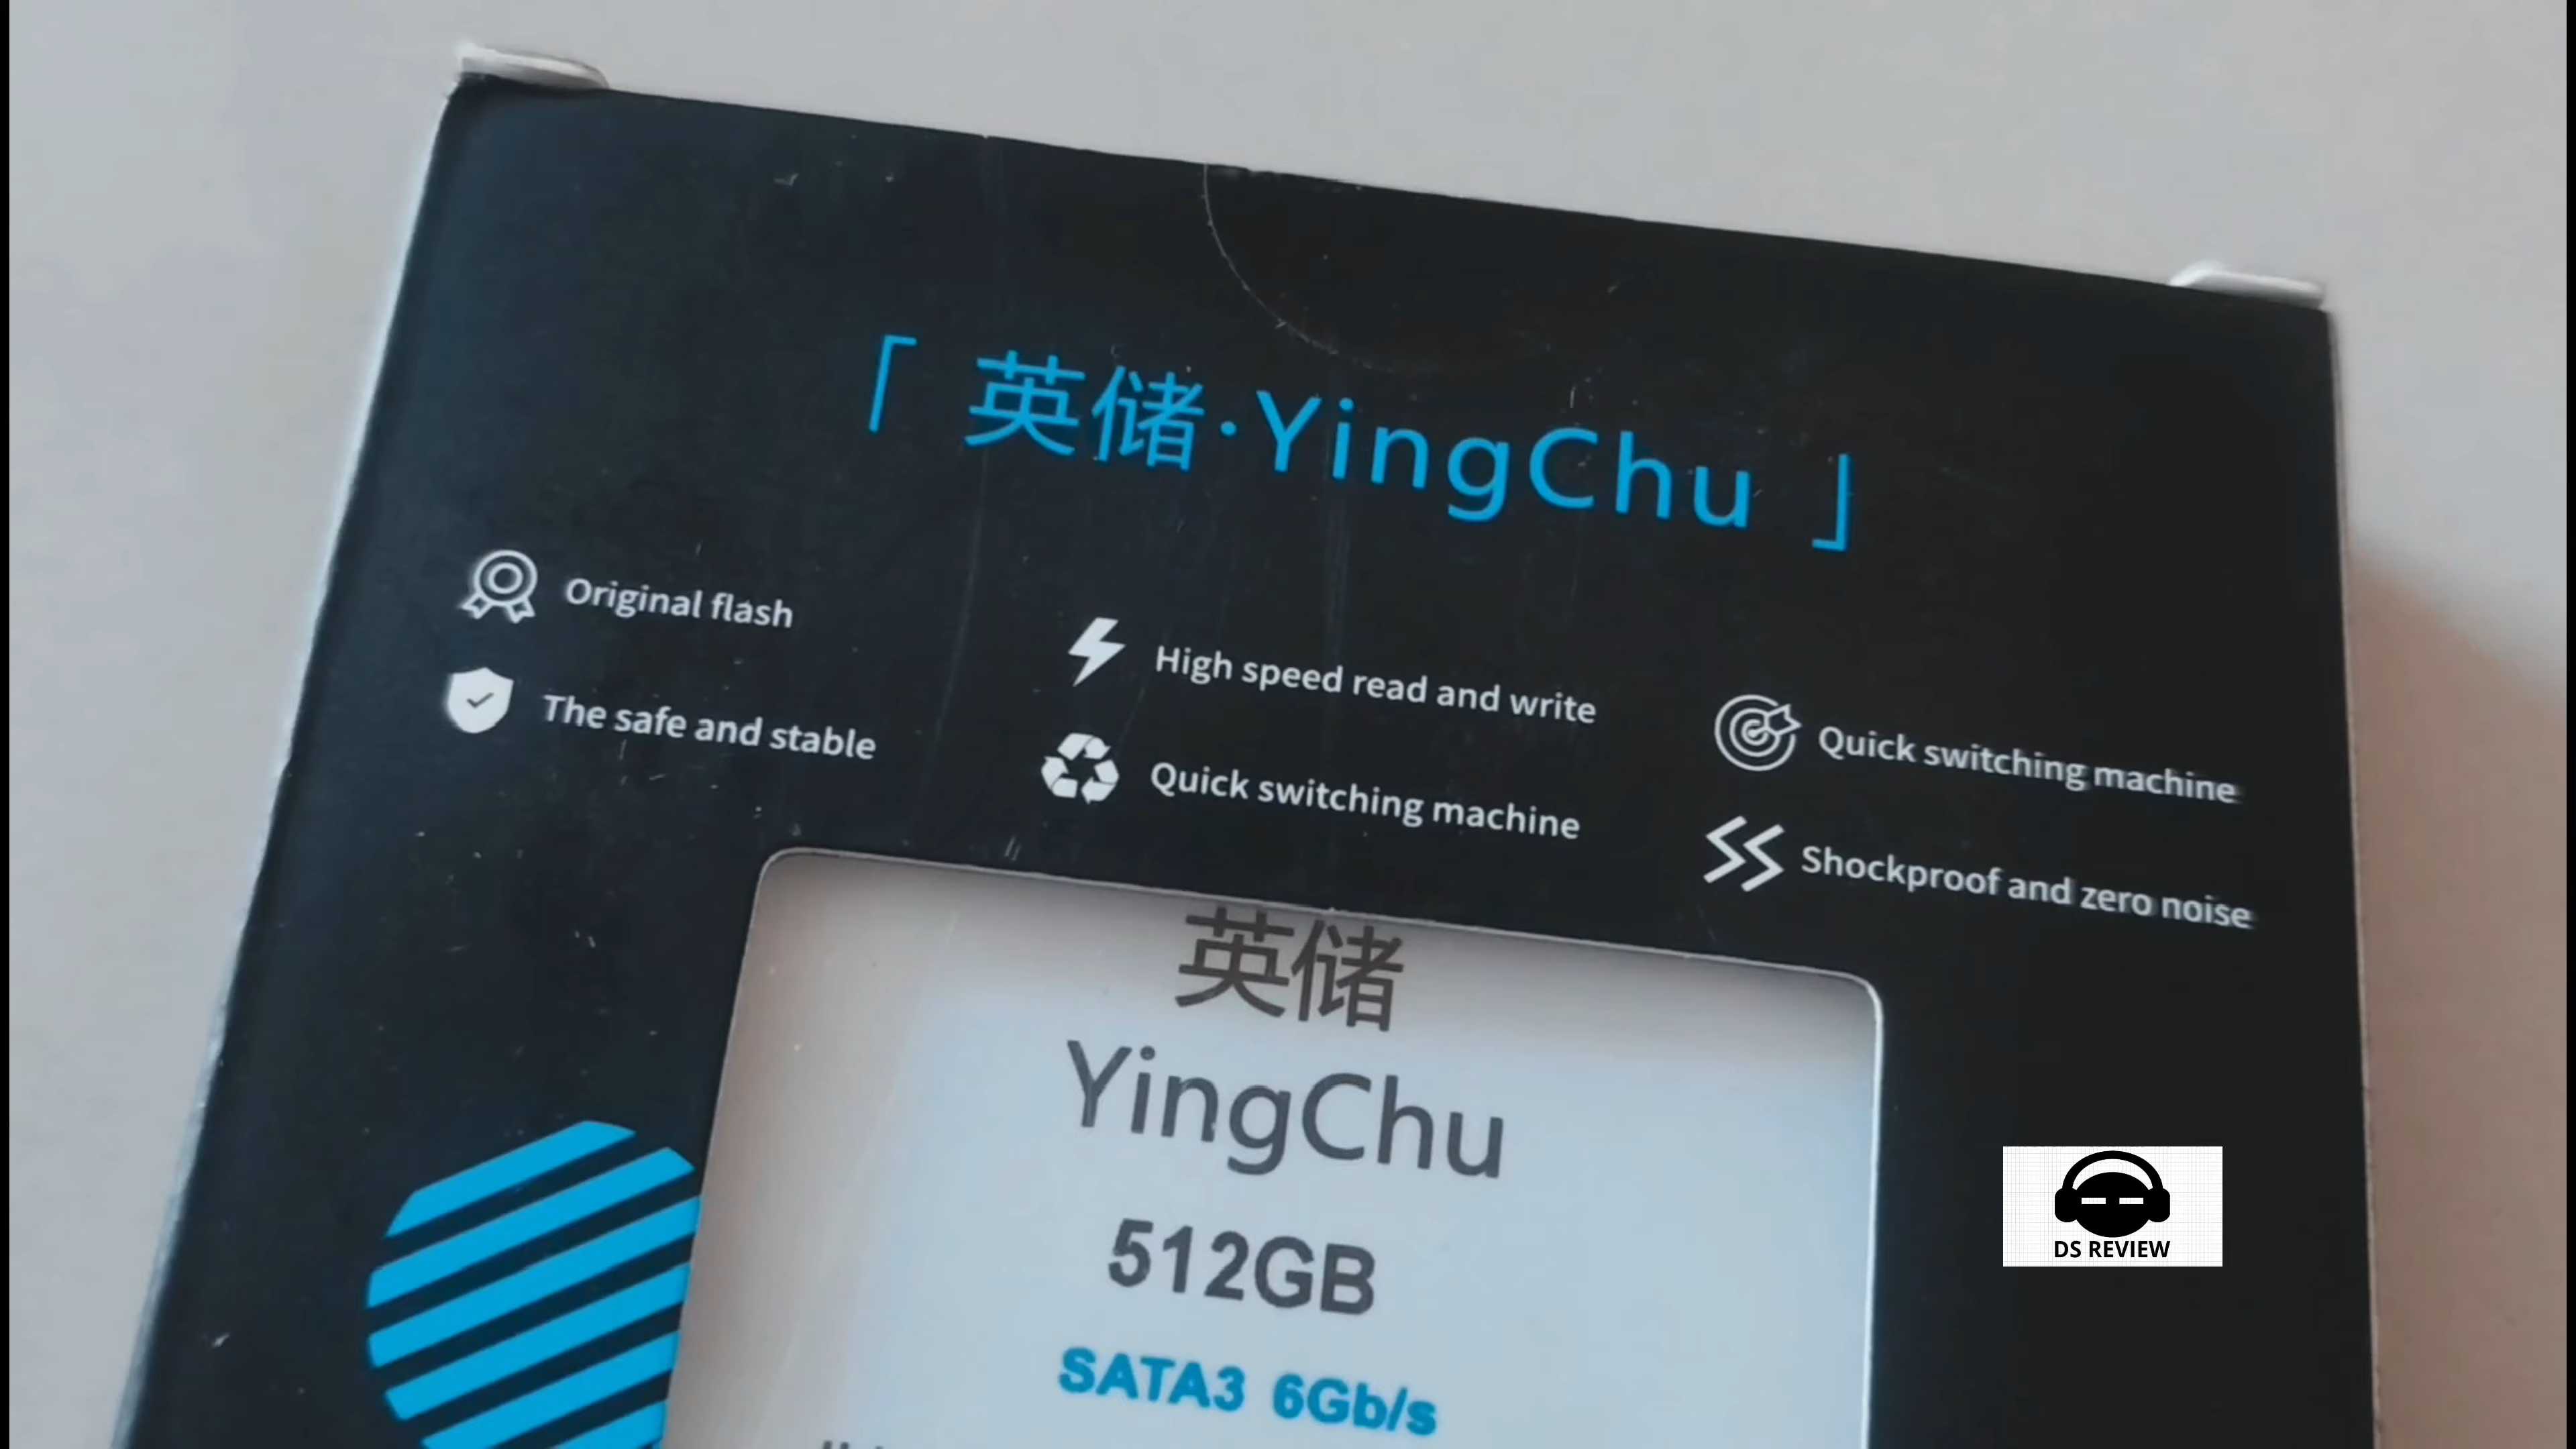 「 英储·YingChu 」
Original flash
High speed read and write
Quick switching machine
The safe and stable
Quick switching machine
Shockproof and zero noise
英储
YingChu
512GB
SATA3 6Gb/s
DS REVIEW